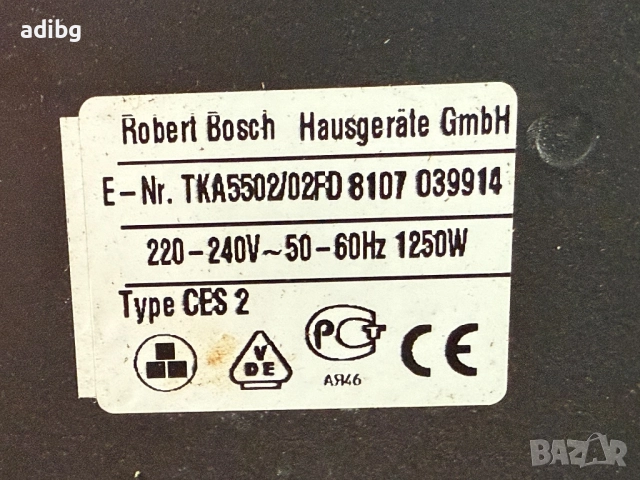 adibg
Robert Bosch Hausgeräte GmbH
E-Nr. TKA5502/02FD 8107 039914
220-240V~50-60Hz 1250W
Type CES 2
VDE
РСТ
АЯ46
CE
BAZAR